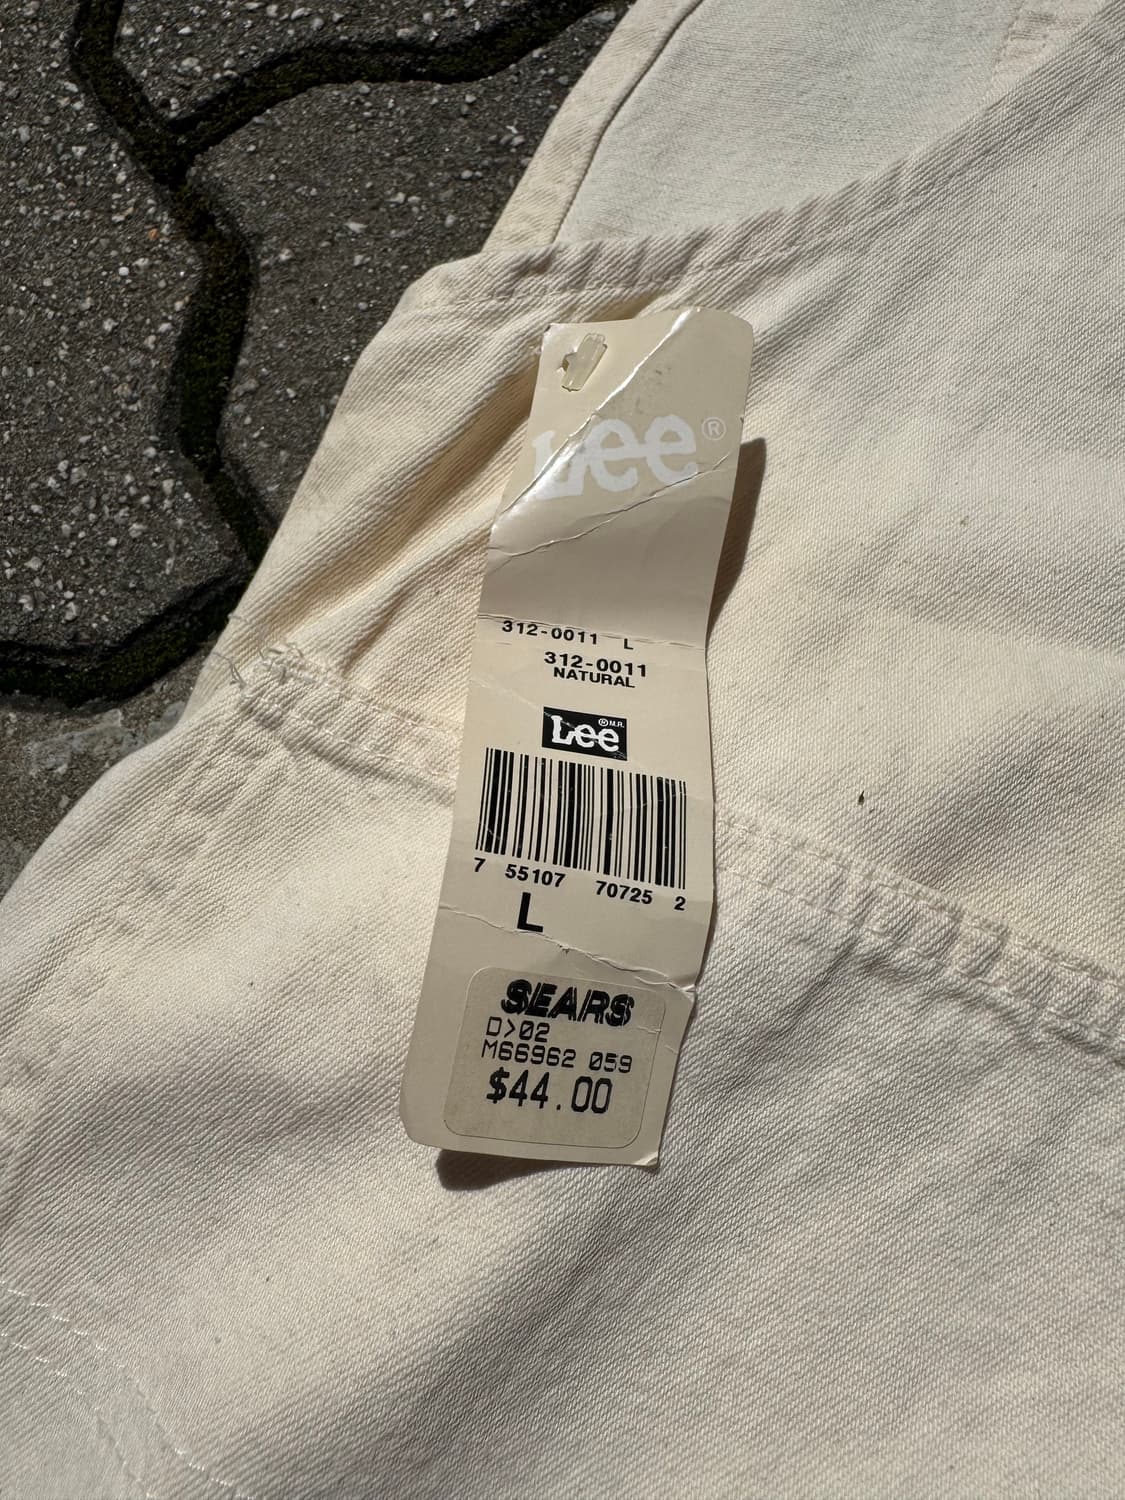 Lee®
312-0011 L
312-0011
NATURAL
Lee ® M.R.
7 55107 70725 2
L
SEARS
D>02
M66962 059
$44.00